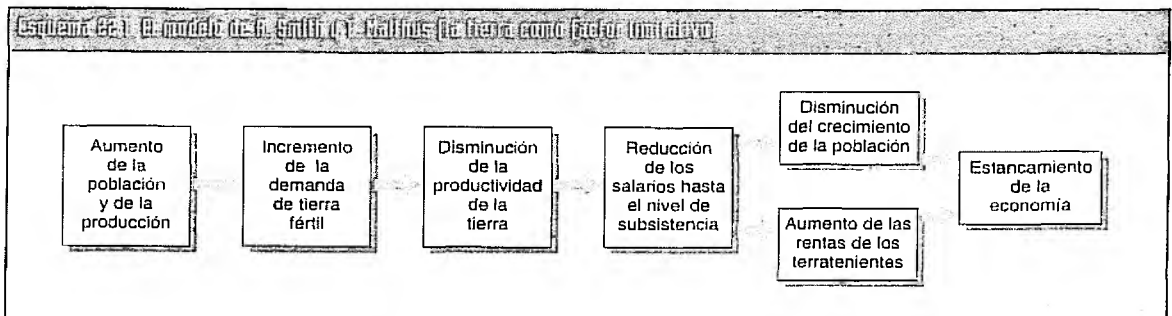 Esquema 22.1. El modelo de A. Smith y T. Malthus (la tierra como factor limitativo)
Aumento
de la
población
y de la
producción
Incremento
de la
demanda
de tierra
fértil
Disminución
de la
productividad
de la
tierra
Reducción
de los
salarios hasta
el nivel de
subsistencia
Disminución
del crecimiento
de la población
Aumento de las
rentas de los
terratenientes
Estancamiento
de la
economía